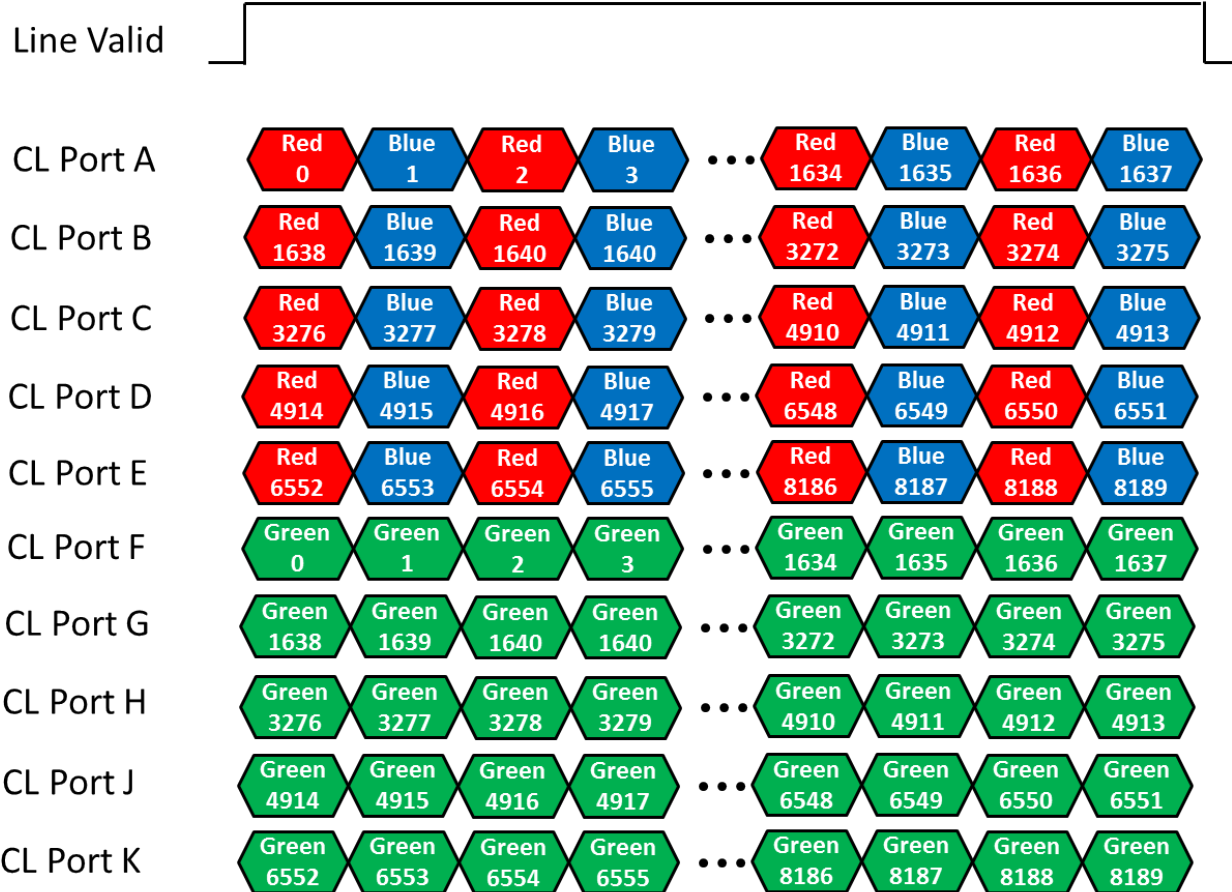 Line Valid
CL Port A
Red Blue Red Blue ••• Red Blue Red Blue
0 1 2 3 1634 1635 1636 1637
CL Port B
Red Blue Red Blue ••• Red Blue Red Blue
1638 1639 1640 1640 3272 3273 3274 3275
CL Port C
Red Blue Red Blue ••• Red Blue Red Blue
3276 3277 3278 3279 4910 4911 4912 4913
CL Port D
Red Blue Red Blue ••• Red Blue Red Blue
4914 4915 4916 4917 6548 6549 6550 6551
CL Port E
Red Blue Red Blue ••• Red Blue Red Blue
6552 6553 6554 6555 8186 8187 8188 8189
CL Port F
Green Green Green Green ••• Green Green Green Green
0 1 2 3 1634 1635 1636 1637
CL Port G
Green Green Green Green ••• Green Green Green Green
1638 1639 1640 1640 3272 3273 3274 3275
CL Port H
Green Green Green Green ••• Green Green Green Green
3276 3277 3278 3279 4910 4911 4912 4913
CL Port J
Green Green Green Green ••• Green Green Green Green
4914 4915 4916 4917 6548 6549 6550 6551
CL Port K
Green Green Green Green ••• Green Green Green Green
6552 6553 6554 6555 8186 8187 8188 8189